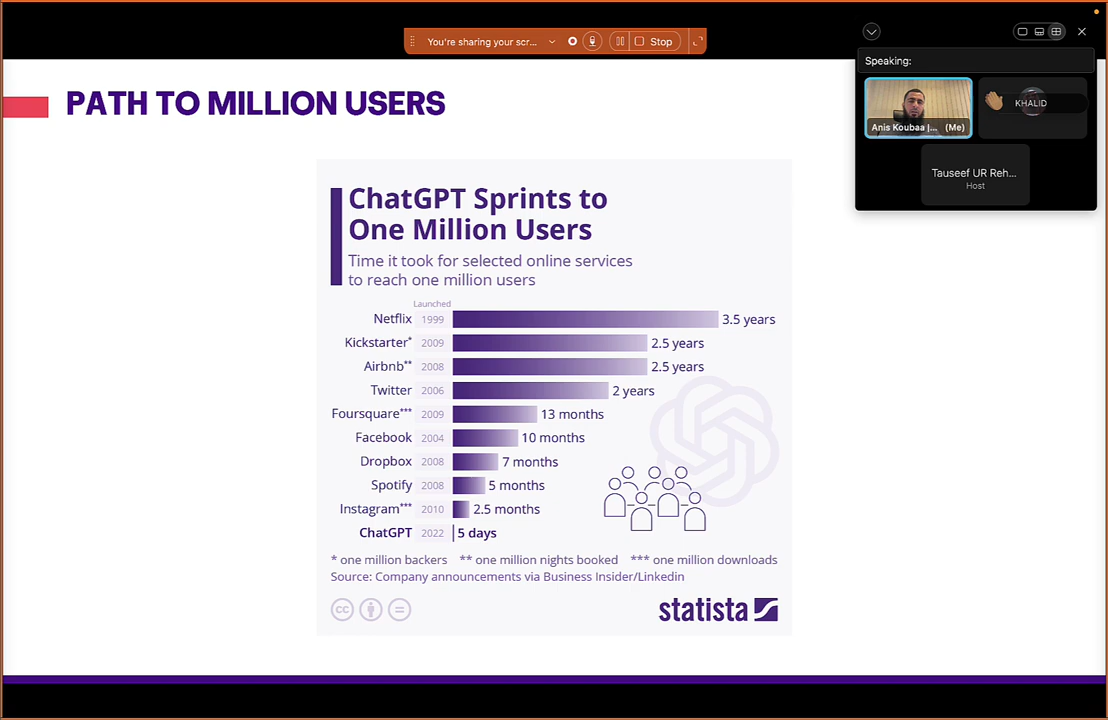 You're sharing your scr...
Stop
Speaking:
Anis Koubaa |... (Me)
KHALID
Tauseef UR Reh...
Host
PATH TO MILLION USERS
ChatGPT Sprints to
One Million Users
Time it took for selected online services
to reach one million users
Launched
Netflix 1999 3.5 years
Kickstarter* 2009 2.5 years
Airbnb** 2008 2.5 years
Twitter 2006 2 years
Foursquare*** 2009 13 months
Facebook 2004 10 months
Dropbox 2008 7 months
Spotify 2008 5 months
Instagram*** 2010 2.5 months
ChatGPT 2022 5 days
* one million backers ** one million nights booked *** one million downloads
Source: Company announcements via Business Insider/Linkedin
cc
statista